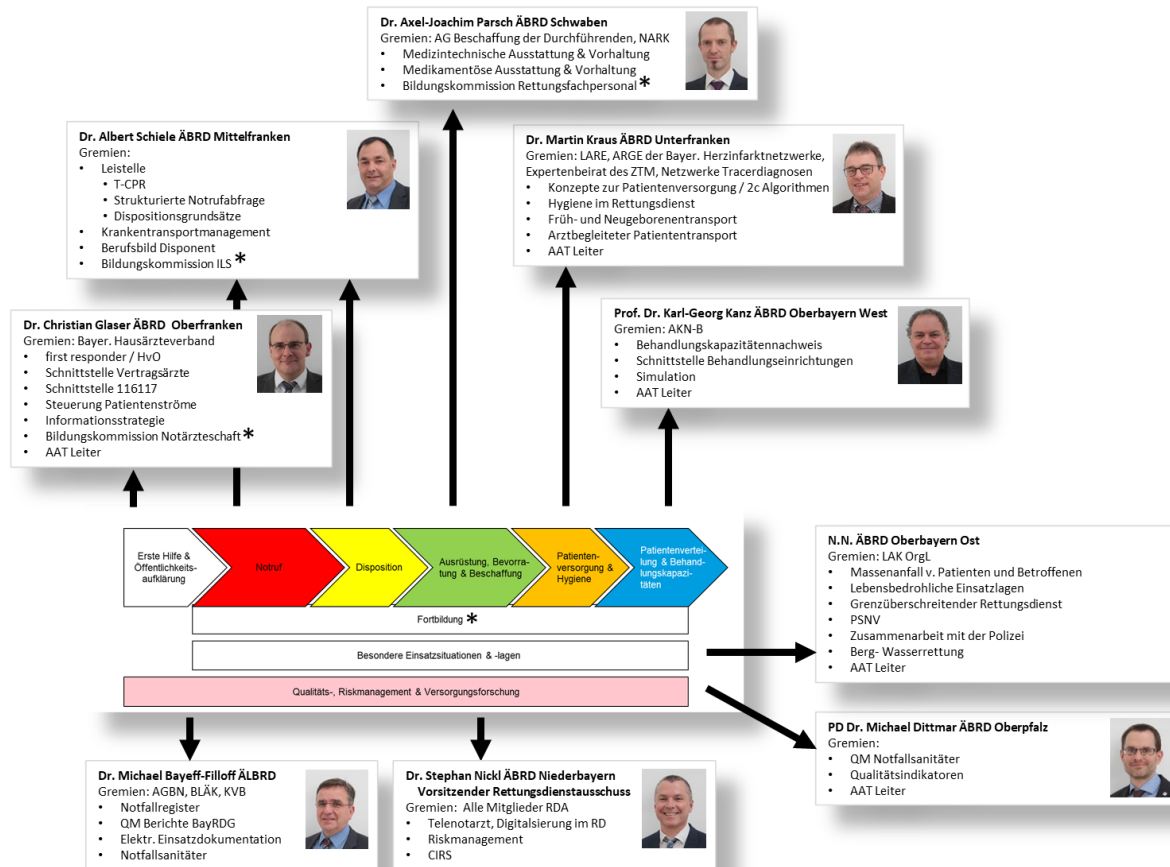 Dr. Axel-Joachim Parsch ÄBRD Schwaben
Gremien: AG Beschaffung der Durchführenden, NARK
• Medizintechnische Ausstattung & Vorhaltung
• Medikamentöse Ausstattung & Vorhaltung
• Bildungskommission Rettungsfachpersonal *
Dr. Albert Schiele ÄBRD Mittelfranken
Gremien:
• Leistelle
• T-CPR
• Strukturierte Notrufabfrage
• Dispositionsgrundsätze
• Krankentransportmanagement
• Berufsbild Disponent
• Bildungskommission ILS *
Dr. Martin Kraus ÄBRD Unterfranken
Gremien: LARE, ARGE der Bayer. Herzinfarktnetzwerke,
Expertenbeirat des ZTM, Netzwerke Tracerdiagnosen
• Konzepte zur Patientenversorgung / 2c Algorithmen
• Hygiene im Rettungsdienst
• Früh- und Neugeborenentransport
• Arztbegleiteter Patiententransport
• AAT Leiter
Dr. Christian Glaser ÄBRD Oberfranken
Gremien: Bayer. Hausärzteverband
• first responder / HvO
• Schnittstelle Vertragsärzte
• Schnittstelle 116117
• Steuerung Patientenströme
• Informationsstrategie
• Bildungskommission Notärzteschaft *
• AAT Leiter
Prof. Dr. Karl-Georg Kanz ÄBRD Oberbayern West
Gremien: AKN-B
• Behandlungskapazitätennachweis
• Schnittstelle Behandlungseinrichtungen
• Simulation
• AAT Leiter
Erste Hilfe &
Öffentlichkeits-
aufklärung
Notruf
Disposition
Ausrüstung, Bevorra-
tung & Beschaffung
Patienten-
versorgung &
Hygiene
Patientenvertei-
lung & Behand-
lungskapazi-
täten
Fortbildung *
Besondere Einsatzsituationen & -lagen
Qualitäts-, Riskmanagement & Versorgungsforschung
N.N. ÄBRD Oberbayern Ost
Gremien: LAK OrgL
• Massenanfall v. Patienten und Betroffenen
• Lebensbedrohliche Einsatzlagen
• Grenzüberschreitender Rettungsdienst
• PSNV
• Zusammenarbeit mit der Polizei
• Berg- Wasserrettung
• AAT Leiter
PD Dr. Michael Dittmar ÄBRD Oberpfalz
Gremien:
• QM Notfallsanitäter
• Qualitätsindikatoren
• AAT Leiter
Dr. Michael Bayeff-Filloff ÄLBRD
Gremien: AGBN, BLÄK, KVB
• Notfallregister
• QM Berichte BayRDG
• Elektr. Einsatzdokumentation
• Notfallsanitäter
Dr. Stephan Nickl ÄBRD Niederbayern
Vorsitzender Rettungsdienstausschuss
Gremien: Alle Mitglieder RDA
• Telenotarzt, Digitalsierung im RD
• Riskmanagement
• CIRS